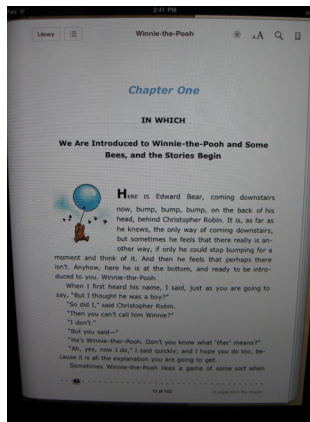 2:41 PM
Library
Winnie-the-Pooh
AA
Chapter One
IN WHICH
We Are Introduced to Winnie-the-Pooh and Some
Bees, and the Stories Begin
HERE IS Edward Bear, coming downstairs
now, bump, bump, bump, on the back of his
head, behind Christopher Robin. It is, as far as
he knows, the only way of coming downstairs,
but sometimes he feels that there really is an-
other way, if only he could stop bumping for a
moment and think of it. And then he feels that perhaps there
isn't. Anyhow, here he is at the bottom, and ready to be intro-
duced to you. Winnie-the-Pooh.
When I first heard his name, I said, just as you are going to
say, "But I thought he was a boy?"
"So did I," said Christopher Robin.
"Then you can't call him Winnie?"
"I don't."
"But you said—"
"He's Winnie-ther-Pooh. Don't you know what 'ther' means?"
"Ah, yes, now I do," I said quickly; and I hope you do too, be-
cause it is all the explanation you are going to get.
Sometimes Winnie-the-Pooh likes a game of some sort when
pages left in this chapter